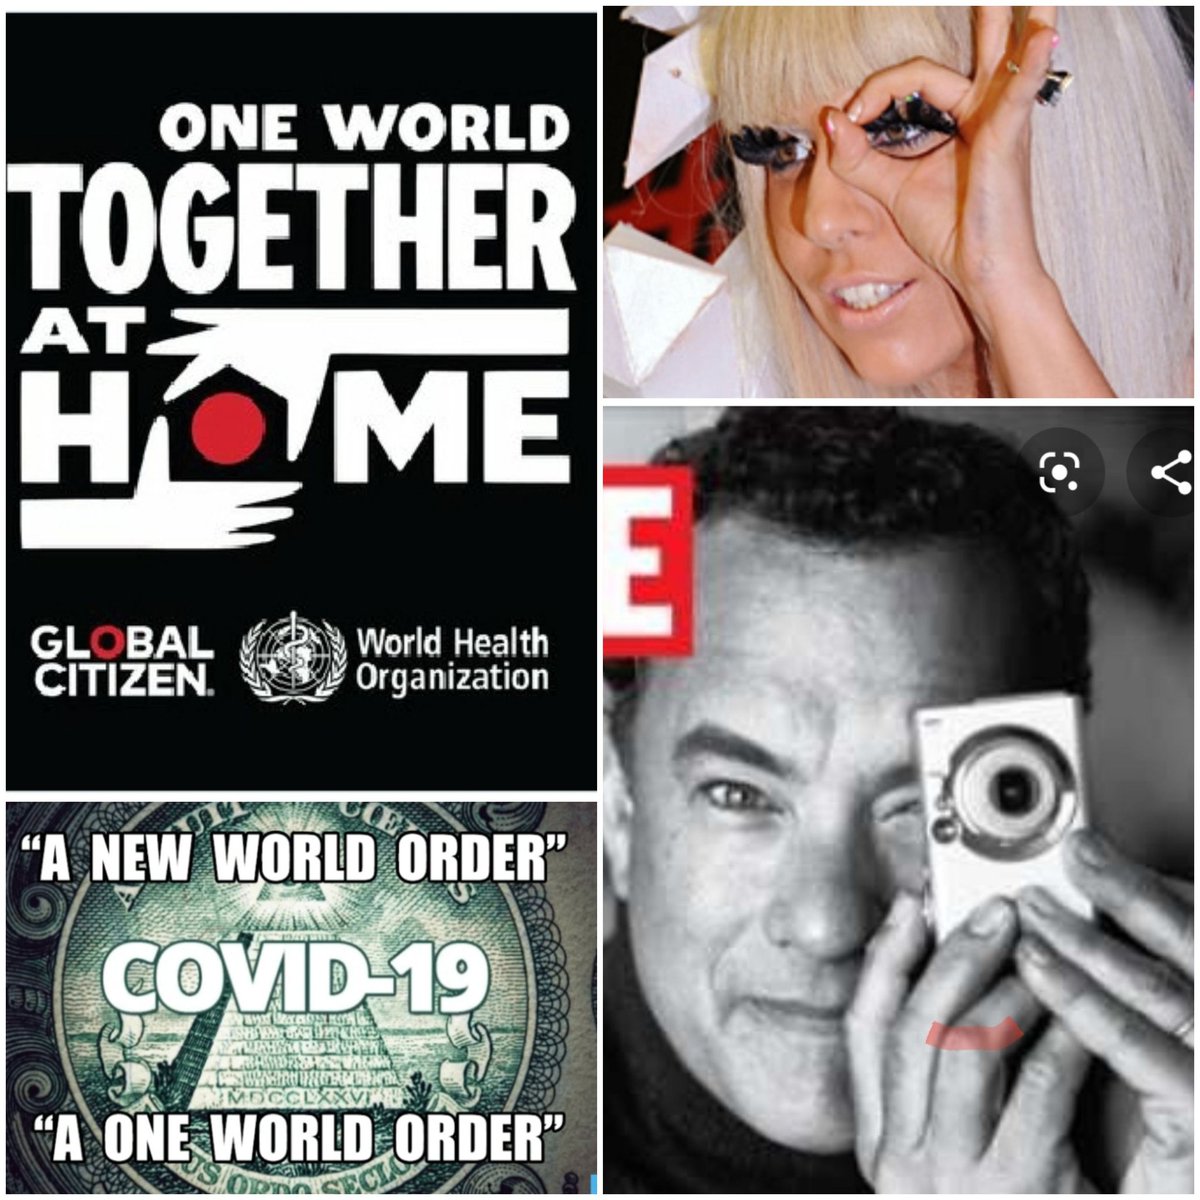 ONE WORLD
TOGETHER
AT
HOME
GLOBAL
CITIZEN.
World Health
Organization
E
"A NEW WORLD ORDER"
COVID-19
MDCCLXXVI
"A ONE WORLD ORDER"